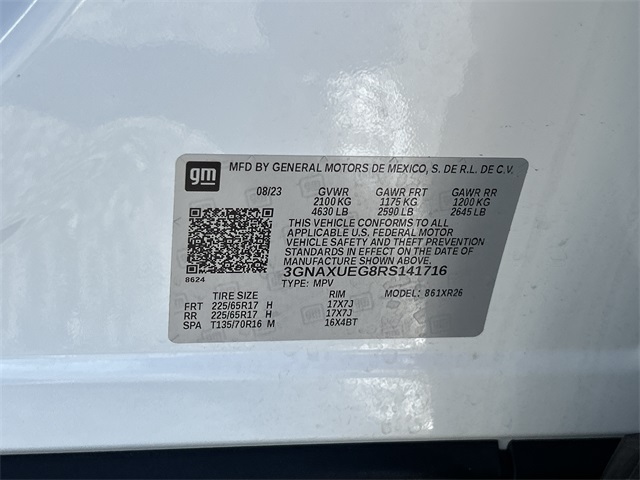 gm MFD BY GENERAL MOTORS DE MEXICO, S. DE R.L. DE C.V.
08/23 GVWR GAWR FRT GAWR RR
2100 KG 1175 KG 1200 KG
4630 LB 2590 LB 2645 LB
THIS VEHICLE CONFORMS TO ALL
APPLICABLE U.S. FEDERAL MOTOR
VEHICLE SAFETY AND THEFT PREVENTION
STANDARDS IN EFFECT ON THE DATE OF
MANUFACTURE SHOWN ABOVE.
3GNAXUEG8RS141716
8624
TYPE: MPV MODEL: 861XR26
TIRE SIZE RIM
FRT 225/65R17 H 17X7J
RR 225/65R17 H 17X7J
SPA T135/70R16 M 16X4BT